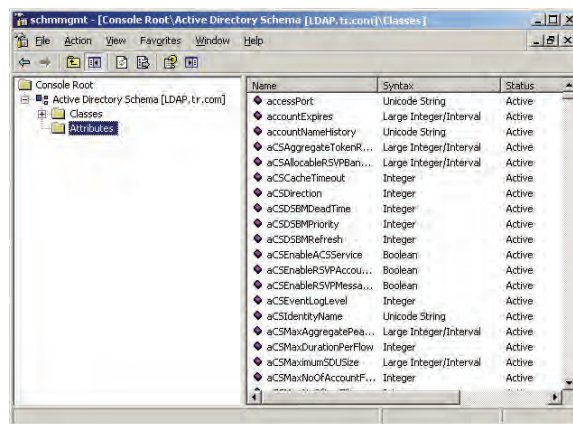 schmmgmt - [Console Root\Active Directory Schema [LDAP.tr.com]\Classes]
File Action View Favorites Window Help
Console Root
Active Directory Schema [LDAP.tr.com]
Classes
Attributes
Name Syntax Status
accessPort Unicode String Active
accountExpires Large Integer/Interval Active
accountNameHistory Unicode String Active
aCSAggregateTokenR... Large Integer/Interval Active
aCSAllocableRSVPBan... Large Integer/Interval Active
aCSCacheTimeout Integer Active
aCSDirection Integer Active
aCSDSBMDeadTime Integer Active
aCSDSBMPriority Integer Active
aCSDSBMRefresh Integer Active
aCSEnableACSService Boolean Active
aCSEnableRSVPAccou... Boolean Active
aCSEnableRSVPMessa... Boolean Active
aCSEventLogLevel Integer Active
aCSIdentityName Unicode String Active
aCSMaxAggregatePea... Large Integer/Interval Active
aCSMaxDurationPerFlow Integer Active
aCSMaximumSDUSize Large Integer/Interval Active
aCSMaxNoOfAccountF... Integer Active